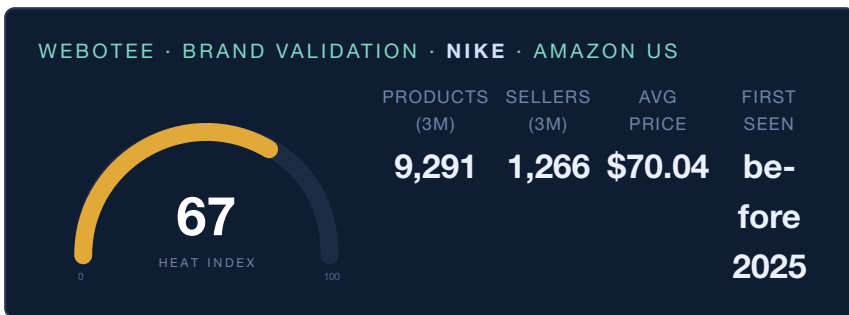 WEBOTEE · BRAND VALIDATION · NIKE · AMAZON US
PRODUCTS (3M)
9,291
SELLERS (3M)
1,266
AVG PRICE
$70.04
FIRST SEEN
be-
fore
2025
67
HEAT INDEX
0
100